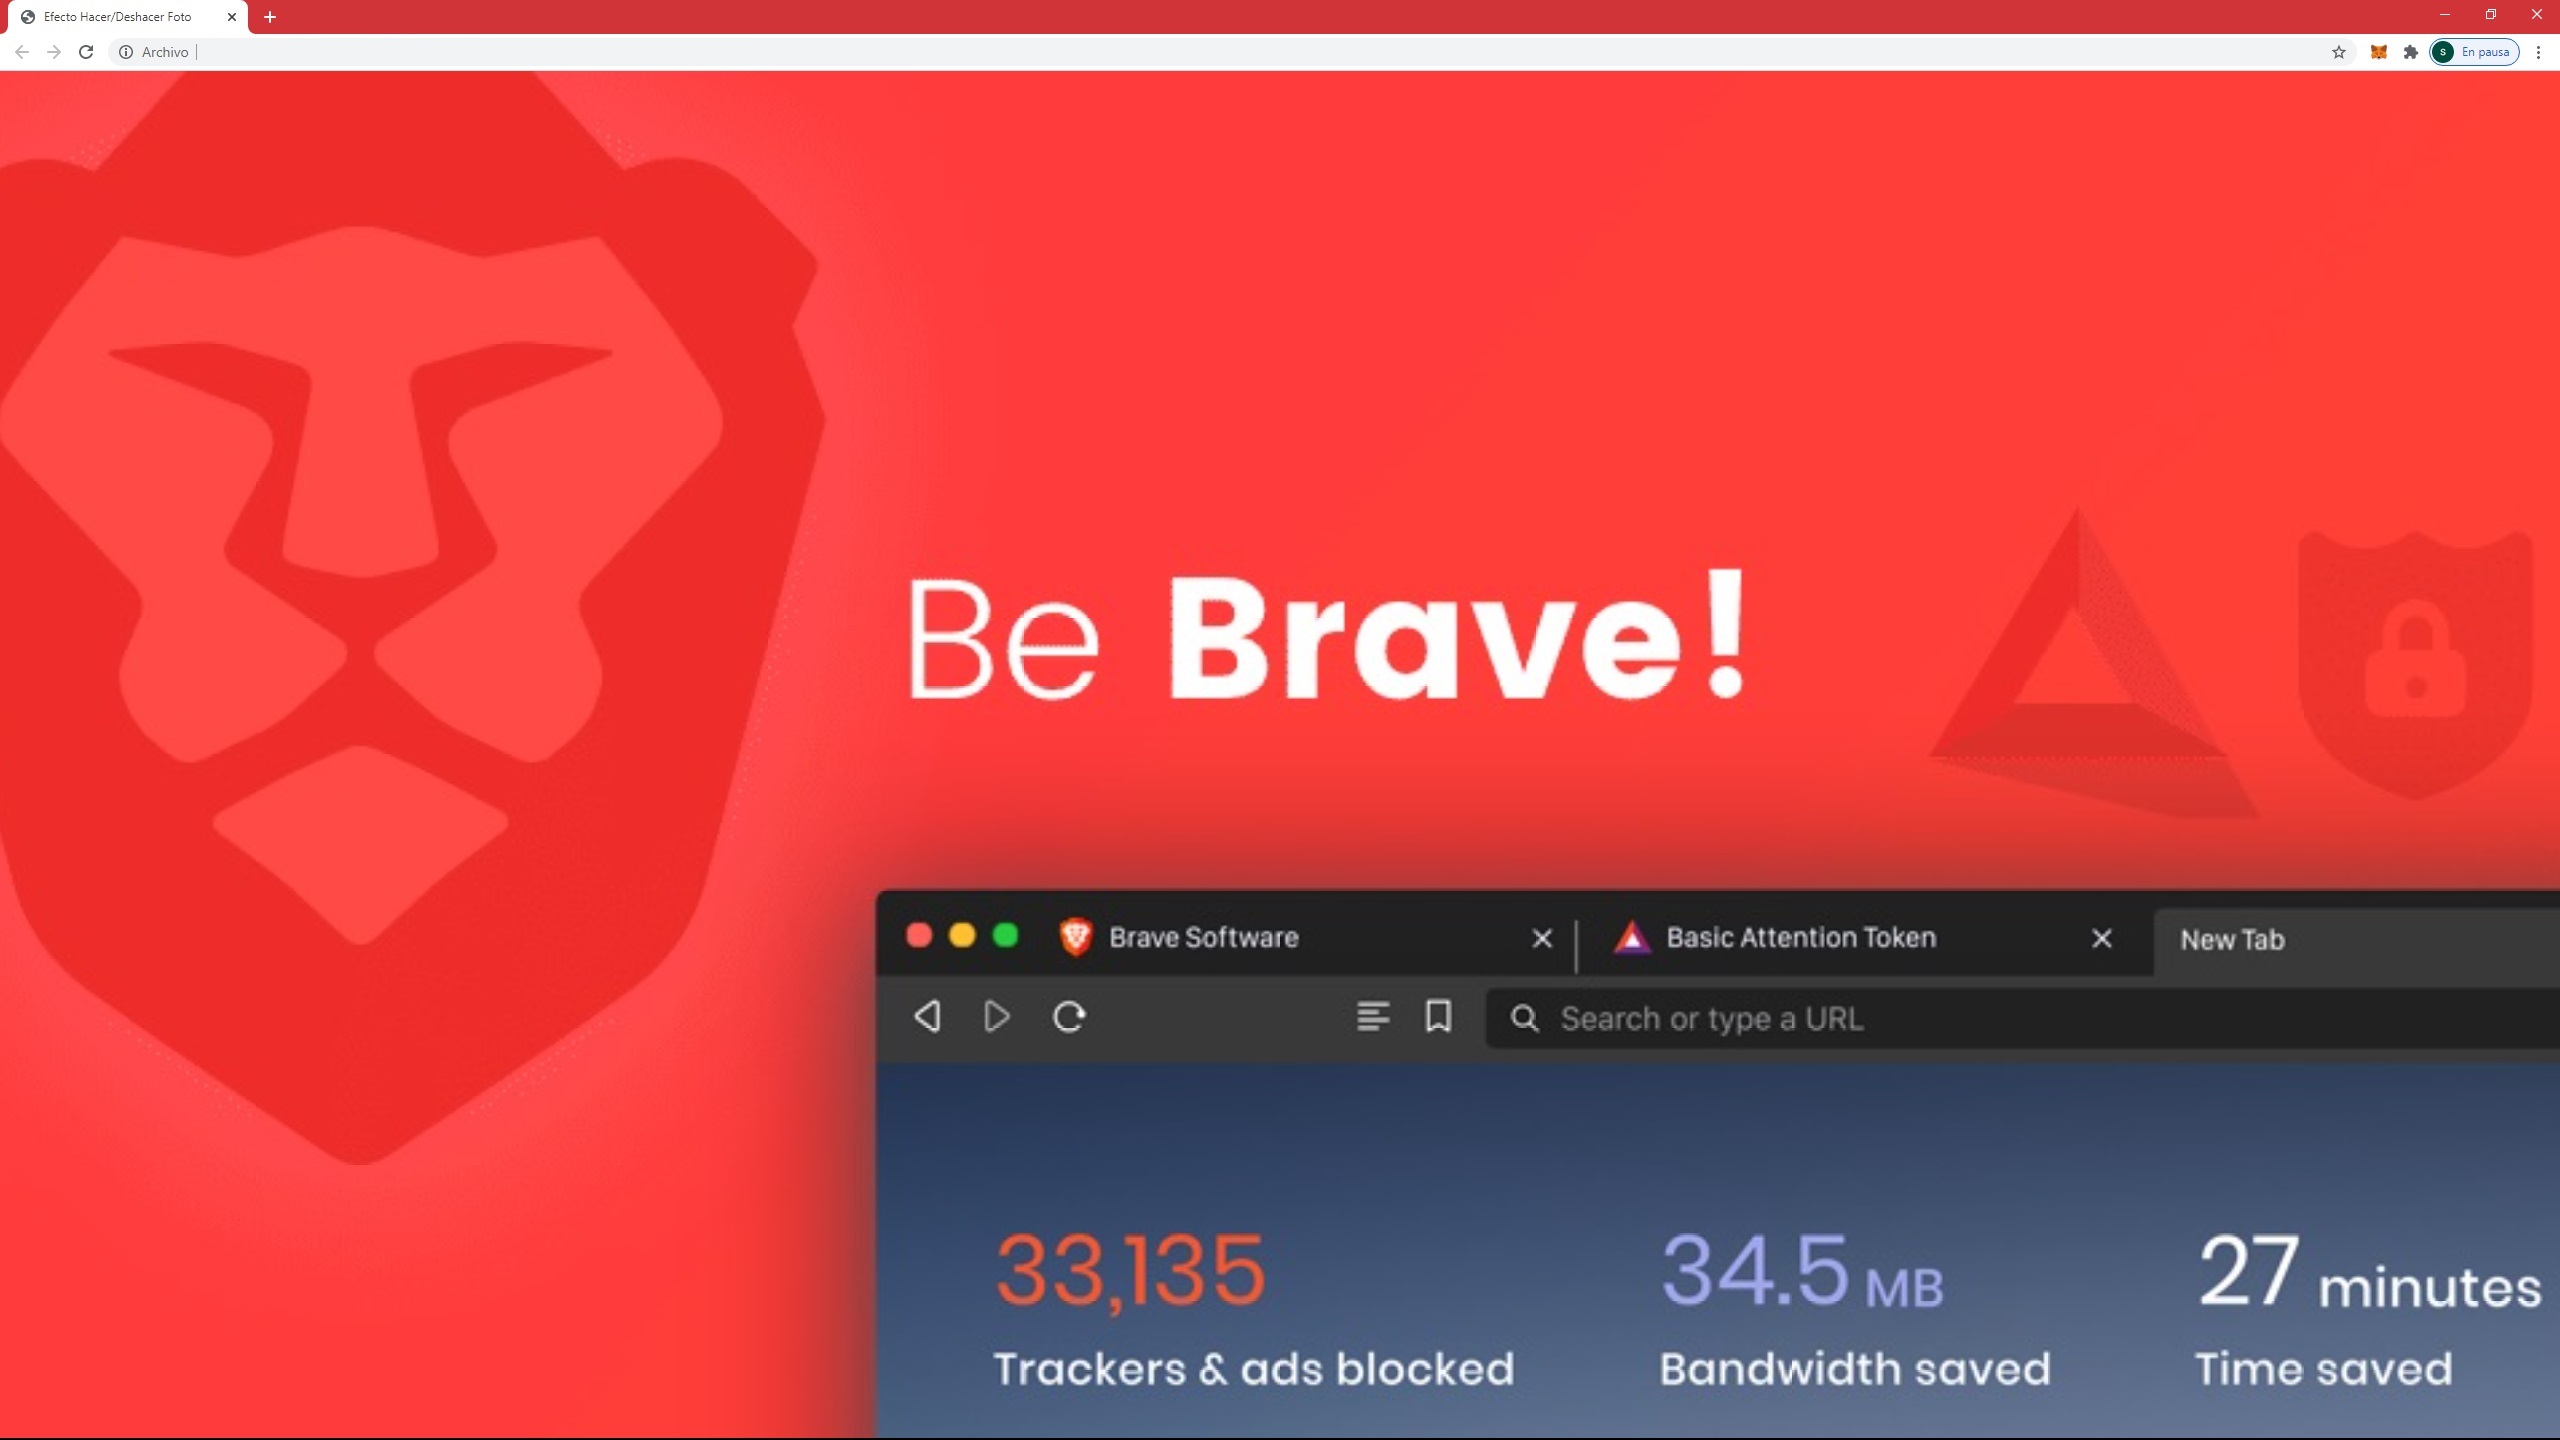 Efecto Hacer/Deshacer Foto
Archivo
S En pausa
Be Brave!
Brave Software
Basic Attention Token
New Tab
Search or type a URL
33,135
34.5 MB
27 minutes
Trackers & ads blocked
Bandwidth saved
Time saved